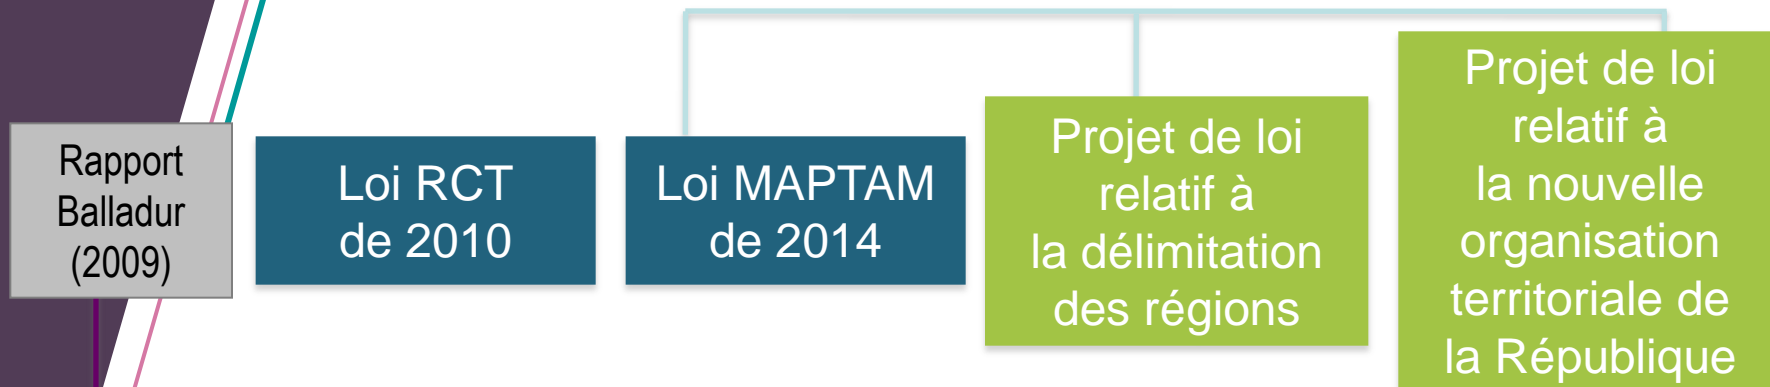 Rapport
Balladur
(2009)
Loi RCT
de 2010
Loi MAPTAM
de 2014
Projet de loi
relatif à
la délimitation
des régions
Projet de loi
relatif à
la nouvelle
organisation
territoriale de
la République